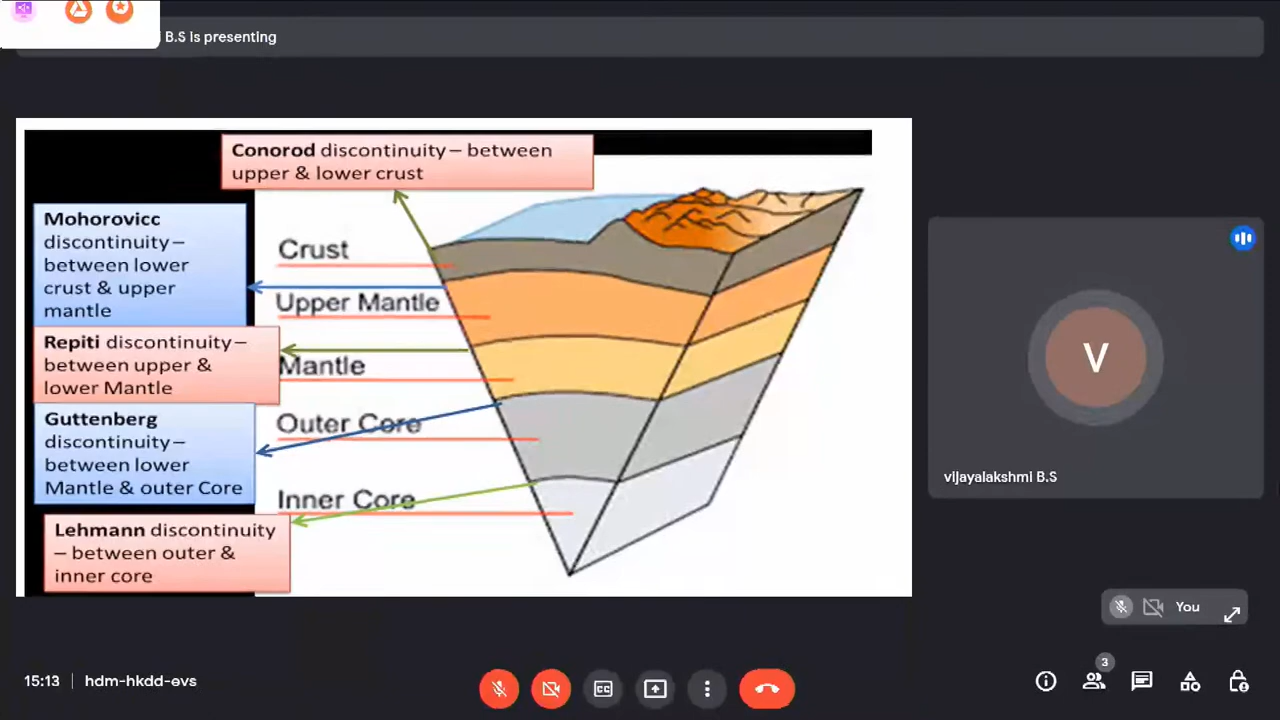 B.S is presenting
Conorod discontinuity – between
upper & lower crust
Mohorovicc
discontinuity –
between lower
crust & upper
mantle
Repiti discontinuity –
between upper &
lower Mantle
Guttenberg
discontinuity –
between lower
Mantle & outer Core
Lehmann discontinuity
– between outer &
inner core
Crust
Upper Mantle
Mantle
Outer Core
Inner Core
V
vijayalakshmi B.S
You
15:13 | hdm-hkdd-evs
3